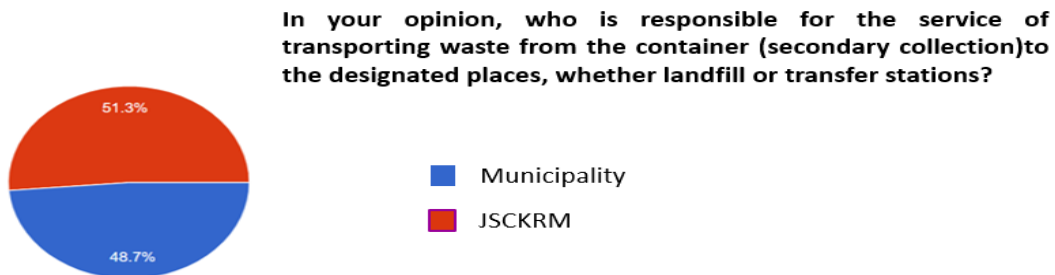 In your opinion, who is responsible for the service of
transporting waste from the container (secondary collection)to
the designated places, whether landfill or transfer stations?
51.3%
48.7%
Municipality
JSCKRM